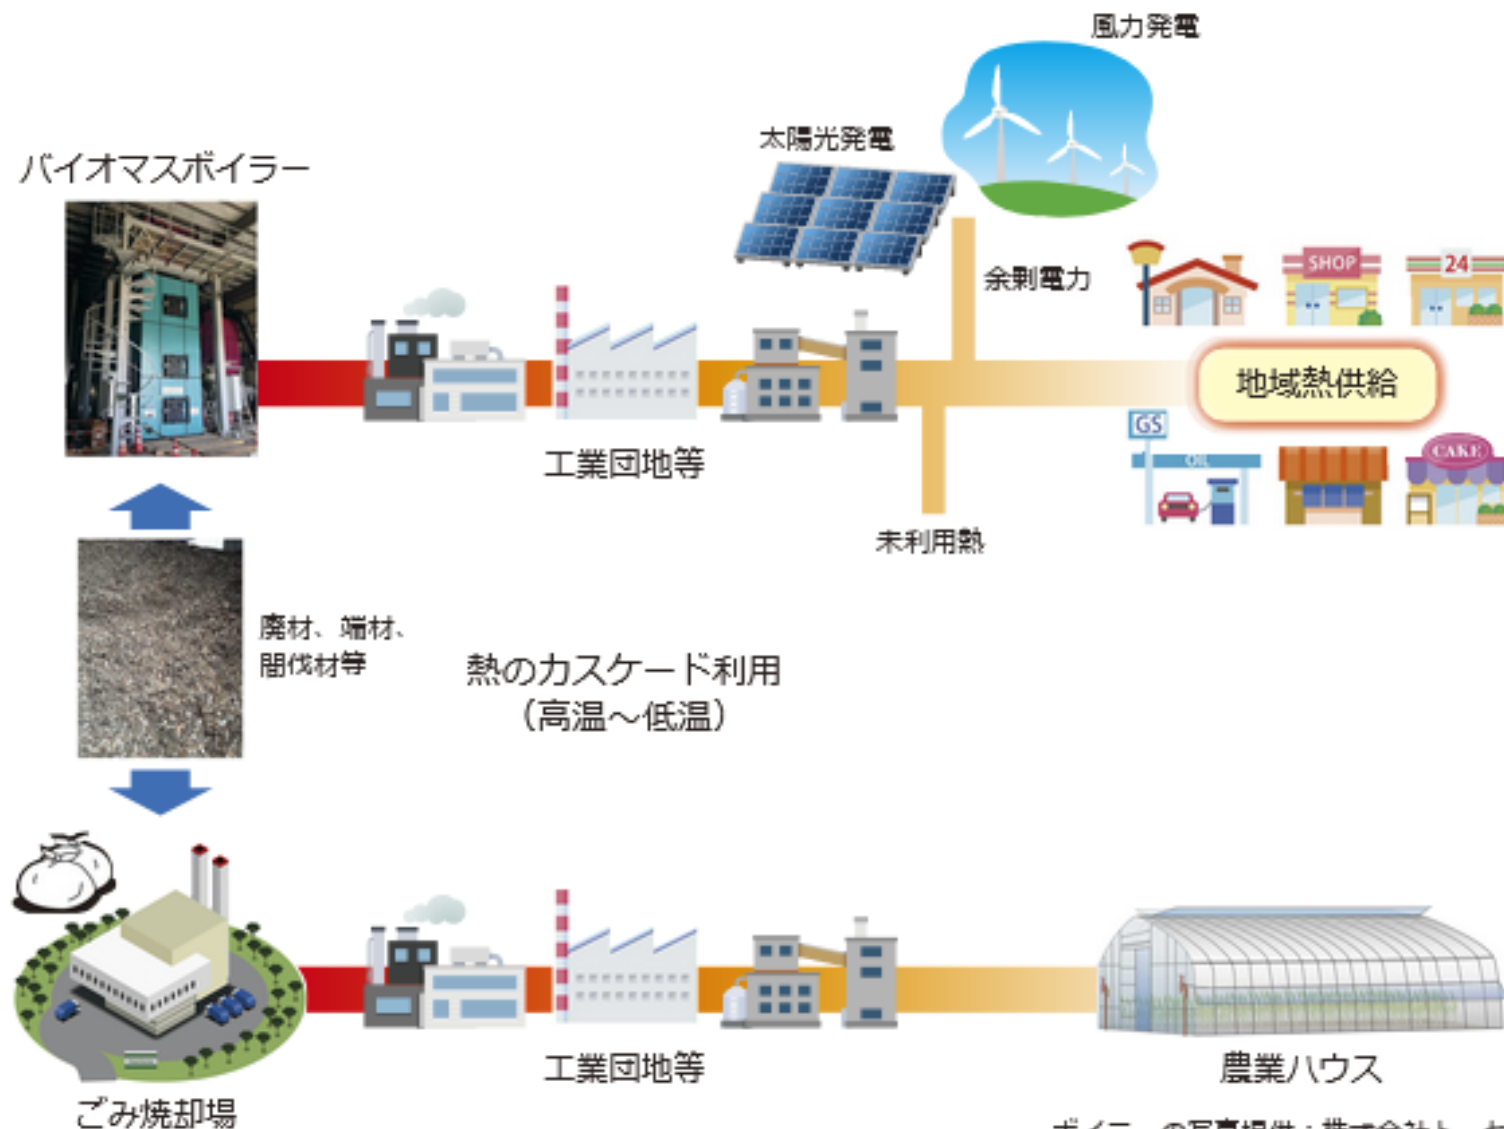 風力発電
太陽光発電
バイオマスボイラー
余剰電力
SHOP
24
地域熱供給
GS
OIL
CAKE
工業団地等
未利用熱
廃材、端材、
間伐材等
熱のカスケード利用
（高温～低温）
工業団地等
農業ハウス
ごみ焼却場